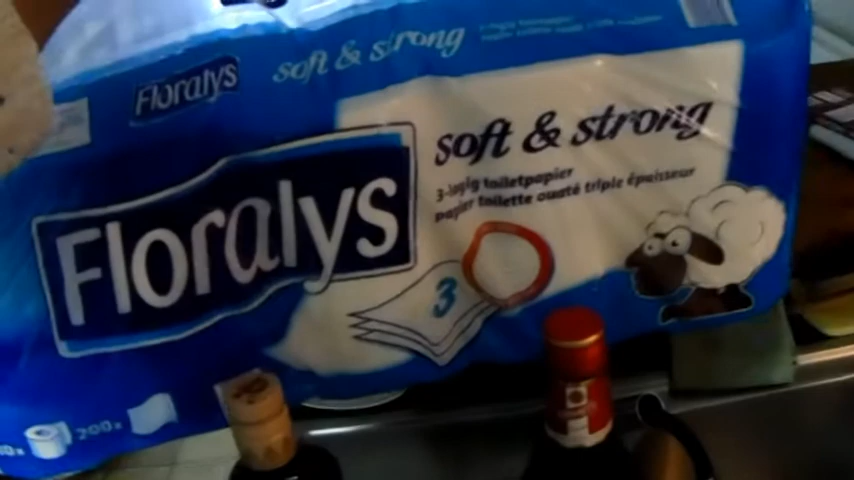 Floralys soft & strong
soft & strong
3-lagig toiletpapier
papier toilette ouaté triple épaisseur
Floralys
3
200x